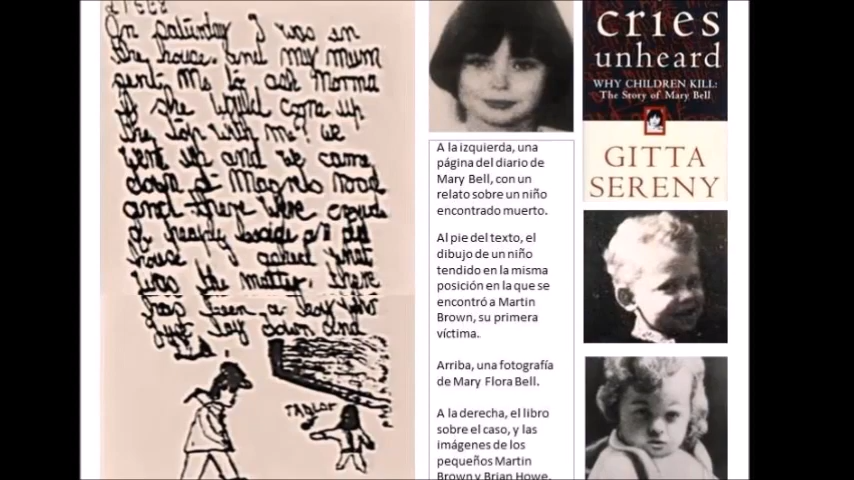 On saturday I was in
the house. and my mum
sent Me to ask Norma
if she Would come up
the top with me? we
went up and we came
down at Magrets Road
and there were crouds
of people beside an old
house I asked what
was the matter. there
has been a boy who
Just lay down and
Died
TABLOT
cries
unheard
WHY CHILDREN KILL:
The Story of Mary Bell
GITTA
SERENY
A la izquierda, una
página del diario de
Mary Bell, con un
relato sobre un niño
encontrado muerto.
Al pie del texto, el
dibujo de un niño
tendido en la misma
posición en la que se
encontró a Martin
Brown, su primera
víctima.
Arriba, una fotografía
de Mary Flora Bell.
A la derecha, el libro
sobre el caso, y las
imágenes de los
pequeños Martin
Brown y Brian Howe.